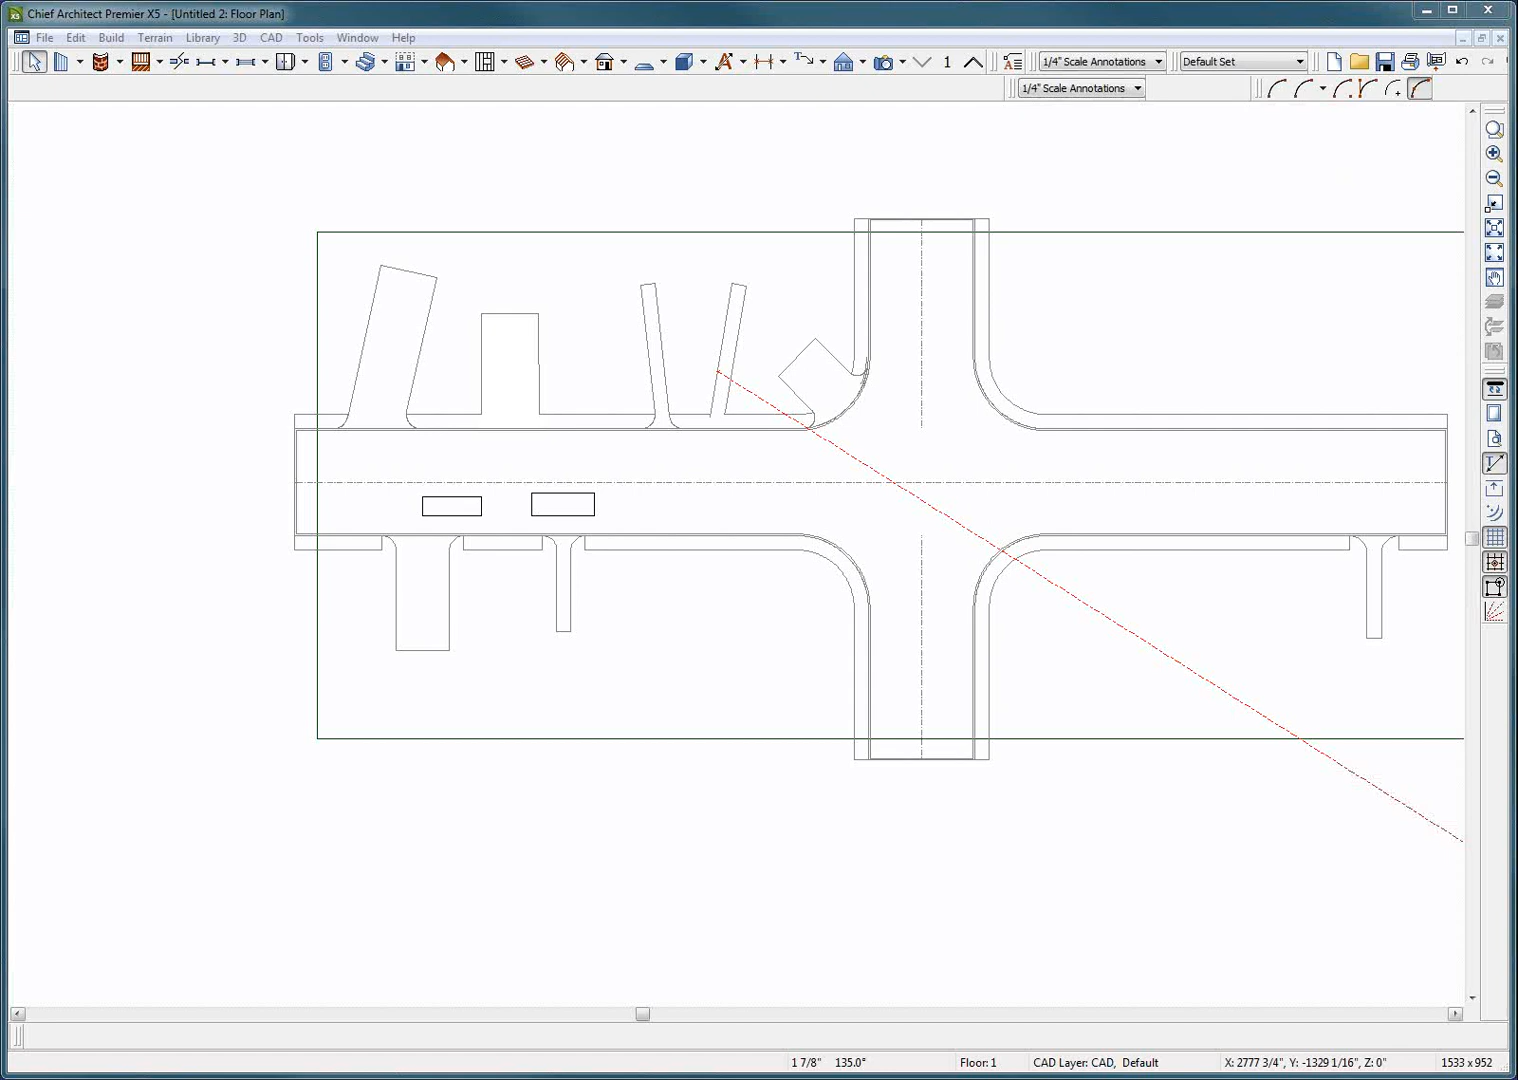 X5 Chief Architect Premier X5 - [Untitled 2: Floor Plan]
File Edit Build Terrain Library 3D CAD Tools Window Help
1 1/4" Scale Annotations Default Set
1/4" Scale Annotations
1 7/8" 135.0° Floor: 1 CAD Layer: CAD, Default X: 2777 3/4", Y: -1329 1/16", Z: 0" 1533 x 952